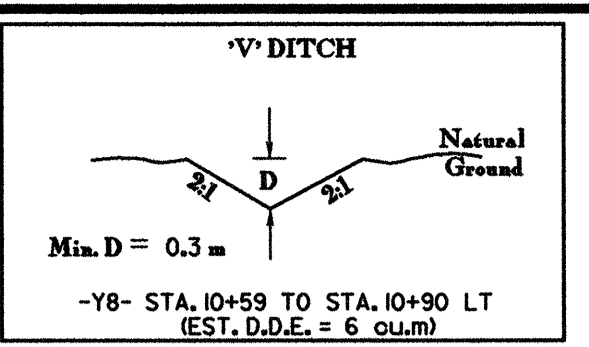 'V' DITCH
Natural
Ground
D
2:1
2:1
Min. D = 0.3 m
-Y8- STA. 10+59 TO STA. 10+90 LT
(EST. D.D.E. = 6 cu.m)